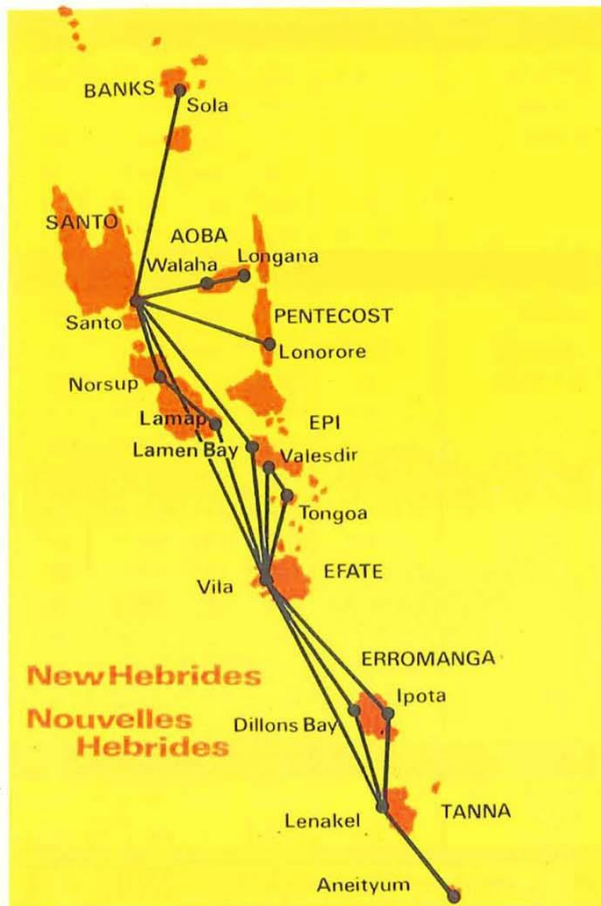 BANKS
Sola
SANTO
AOBA
Walaha
Longana
Santo
PENTECOST
Lonorore
Norsup
Lamap
EPI
Lamen Bay
Valesdir
Tongoa
EFATE
Vila
ERROMANGA
New Hebrides
Ipota
Nouvelles
Dillons Bay
Hebrides
Lenakel
TANNA
Aneityum